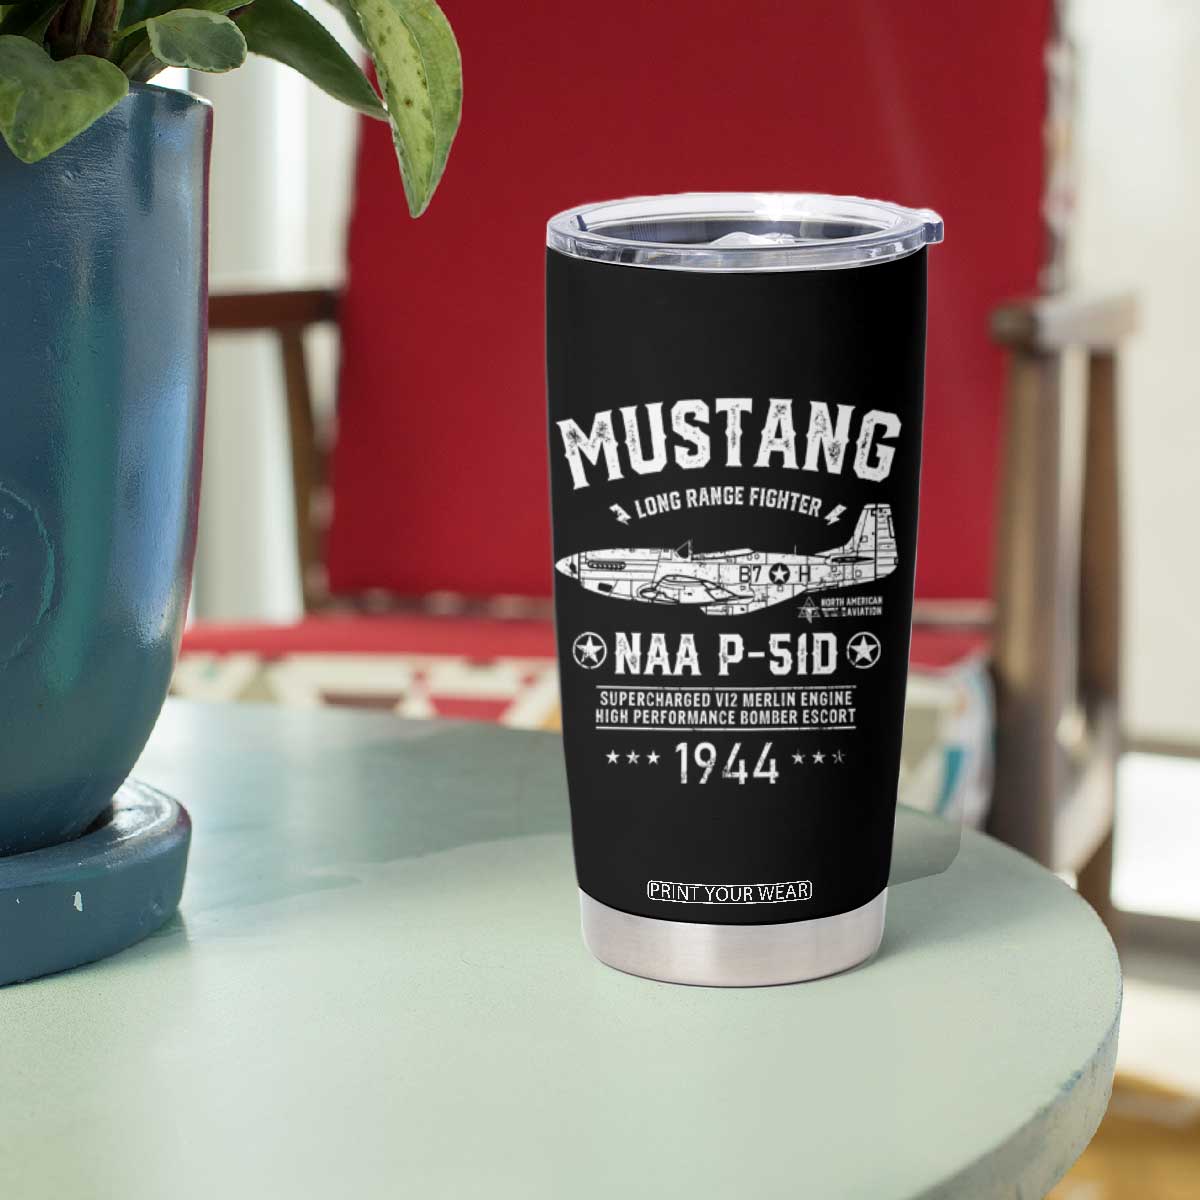 MUSTANG
LONG RANGE FIGHTER
B7 H
NORTH AMERICAN
AVIATION
NAA P-51D
SUPERCHARGED V12 MERLIN ENGINE
HIGH PERFORMANCE BOMBER ESCORT
1944
PRINT YOUR WEAR